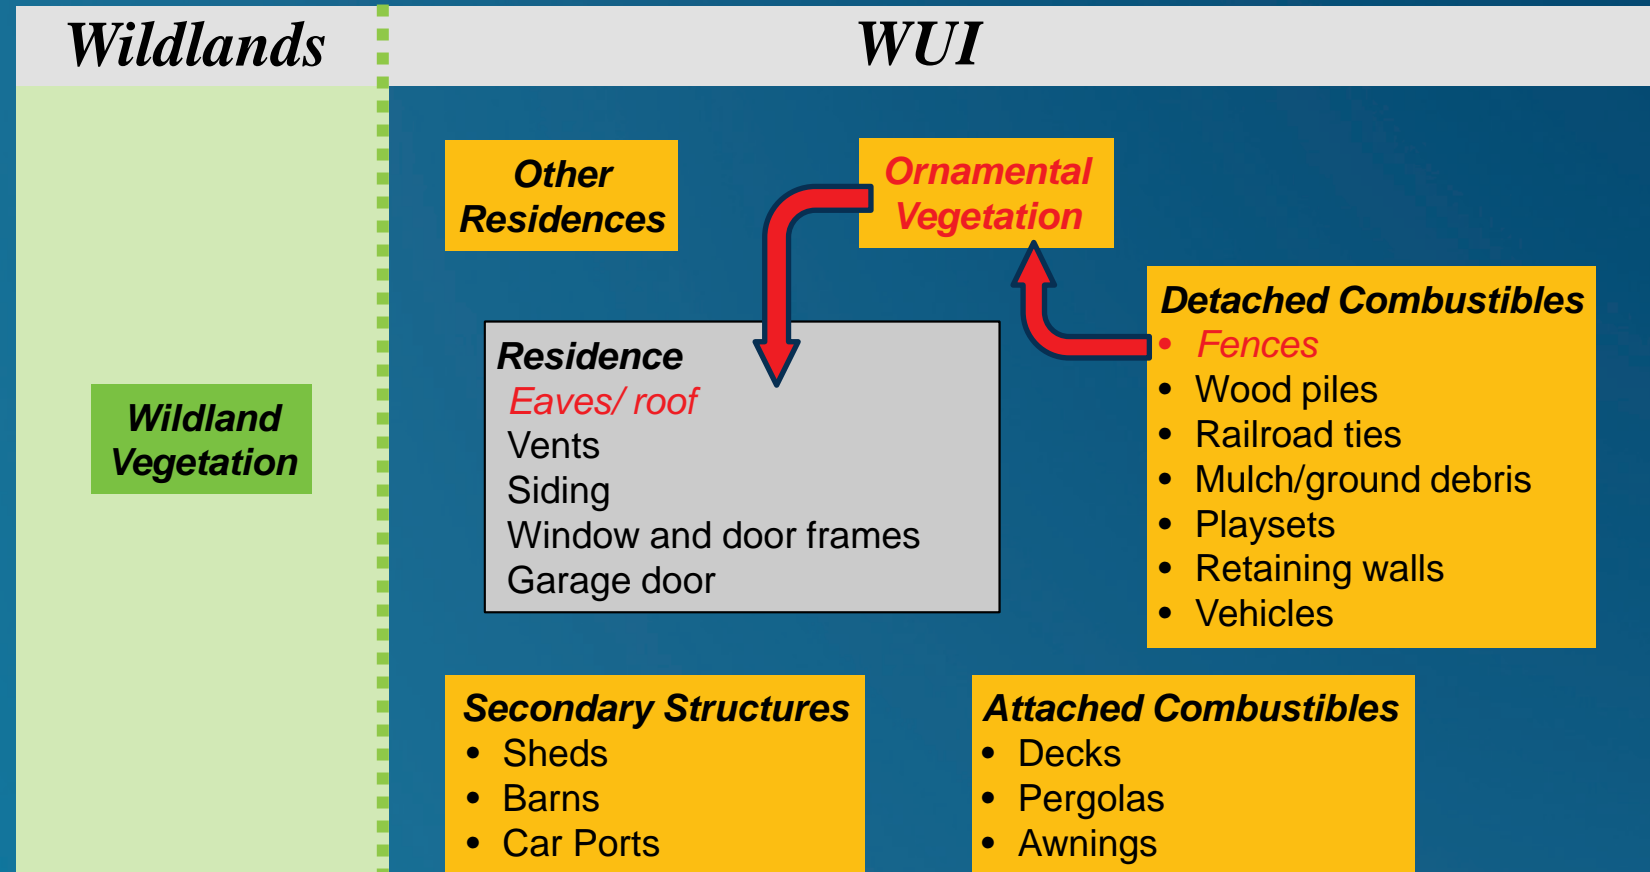 Wildlands
WUI
Other
Residences
Ornamental
Vegetation
Detached Combustibles
• Fences
• Wood piles
• Railroad ties
• Mulch/ground debris
• Playsets
• Retaining walls
• Vehicles
Residence
Eaves/ roof
Vents
Siding
Window and door frames
Garage door
Wildland
Vegetation
Secondary Structures
• Sheds
• Barns
• Car Ports
Attached Combustibles
• Decks
• Pergolas
• Awnings